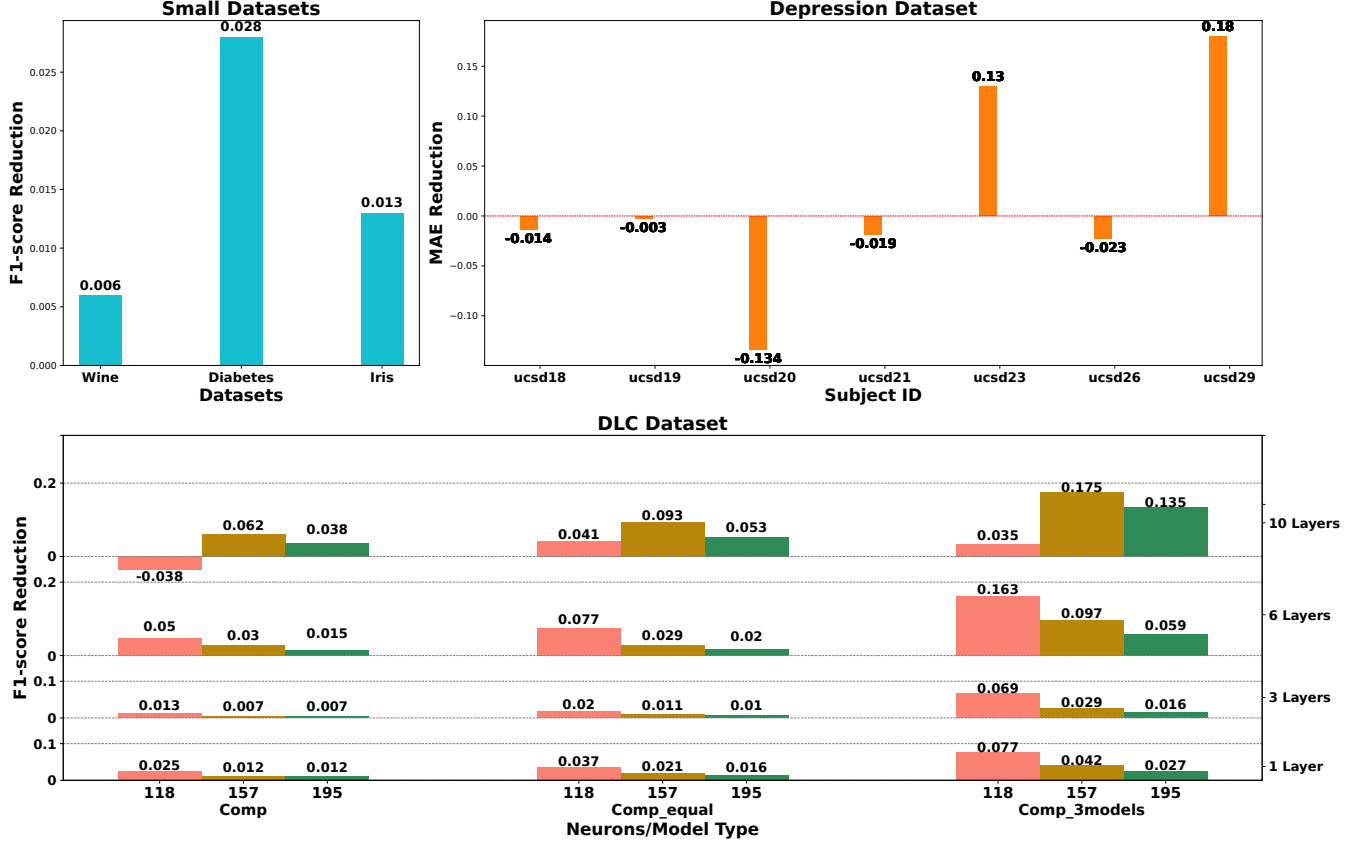 Small Datasets
F1-score Reduction
0.025
0.020
0.015
0.010
0.005
0.000
0.006
0.028
0.013
Wine Diabetes Iris
Datasets
Depression Dataset
MAE Reduction
0.15
0.10
0.05
0.00
−0.05
−0.10
-0.014
-0.003
-0.134
-0.019
0.13
-0.023
0.18
ucsd18 ucsd19 ucsd20 ucsd21 ucsd23 ucsd26 ucsd29
Subject ID
DLC Dataset
F1-score Reduction
0.2
0
-0.038 0.062 0.038 0.041 0.093 0.053 0.035 0.175 0.135
10 Layers
0.2
0
0.05 0.03 0.015 0.077 0.029 0.02 0.163 0.097 0.059
6 Layers
0.1
0
0.013 0.007 0.007 0.02 0.011 0.01 0.069 0.029 0.016
3 Layers
0.1
0
0.025 0.012 0.012 0.037 0.021 0.016 0.077 0.042 0.027
1 Layer
118 157 195 118 157 195 118 157 195
Comp Comp_equal Comp_3models
Neurons/Model Type